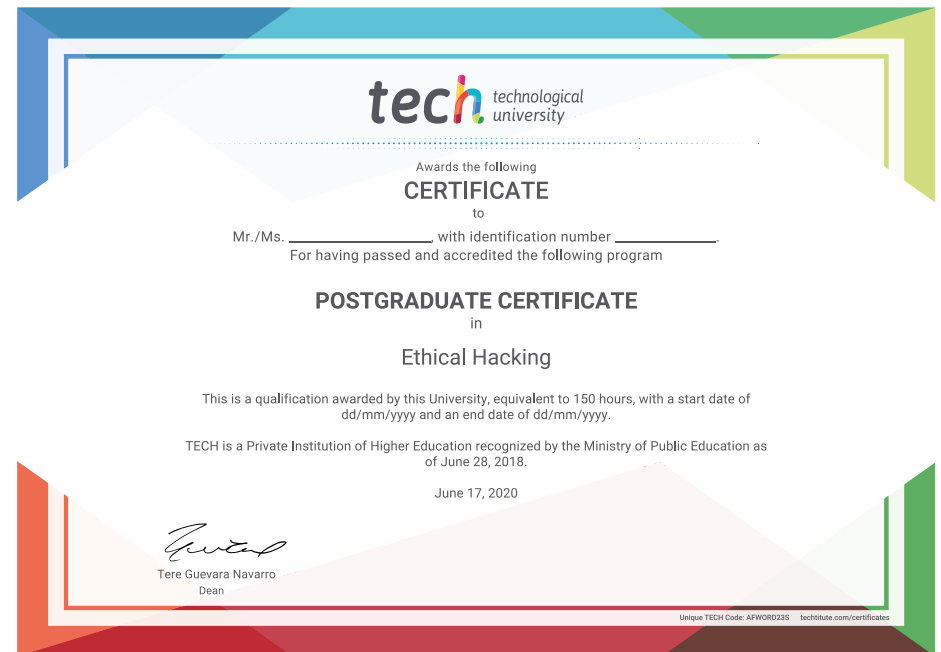 tech technological
university
Awards the following
CERTIFICATE
to
Mr./Ms. ____________, with identification number ____________.
For having passed and accredited the following program
POSTGRADUATE CERTIFICATE
in
Ethical Hacking
This is a qualification awarded by this University, equivalent to 150 hours, with a start date of
dd/mm/yyyy and an end date of dd/mm/yyyy.
TECH is a Private Institution of Higher Education recognized by the Ministry of Public Education as
of June 28, 2018.
June 17, 2020
Tere Guevara Navarro
Dean
Unique TECH Code: AFWORD23S techtitute.com/certificates